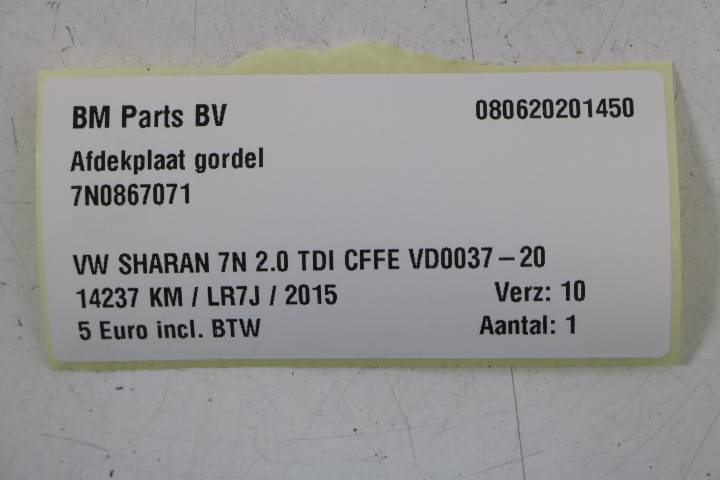 BM Parts BV 080620201450
Afdekplaat gordel
7N0867071
VW SHARAN 7N 2.0 TDI CFFE VD0037-20
14237 KM / LR7J / 2015 Verz: 10
5 Euro incl. BTW Aantal: 1